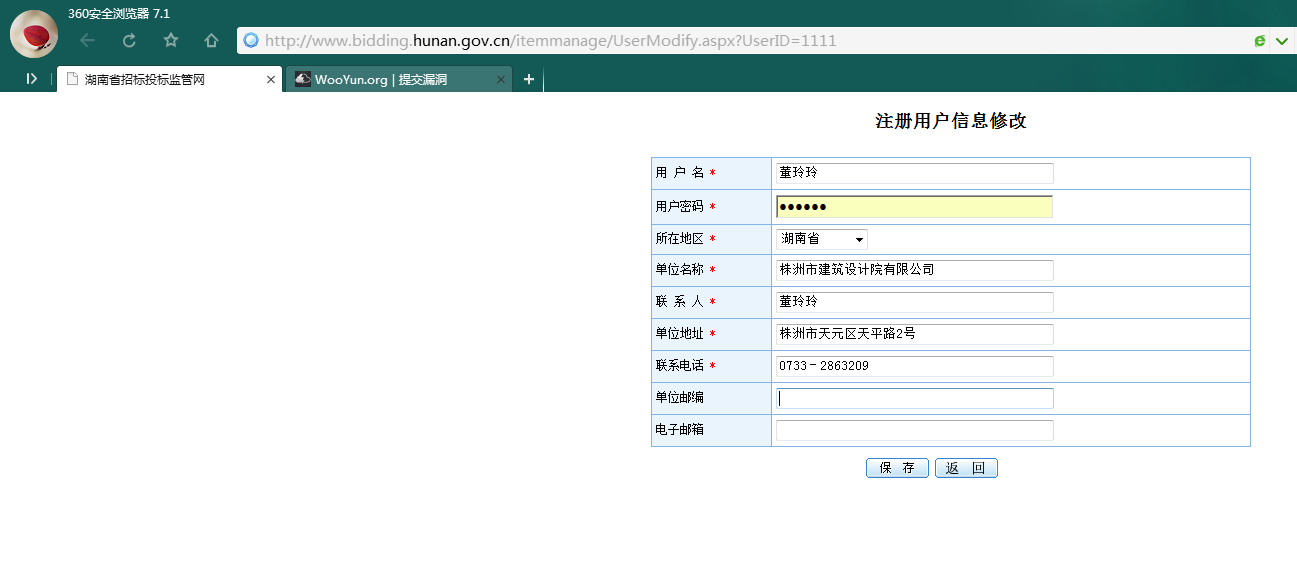 360安全浏览器 7.1
http://www.bidding.hunan.gov.cn/itemmanage/UserModify.aspx?UserID=1111
湖南省招标投标监管网
WooYun.org | 提交漏洞
注册用户信息修改
用 户 名 * 董玲玲
用户密码 * ●●●●●●
所在地区 * 湖南省
单位名称 * 株洲市建筑设计院有限公司
联 系 人 * 董玲玲
单位地址 * 株洲市天元区天平路2号
联系电话 * 0733－2863209
单位邮编
电子邮箱
保 存 返 回